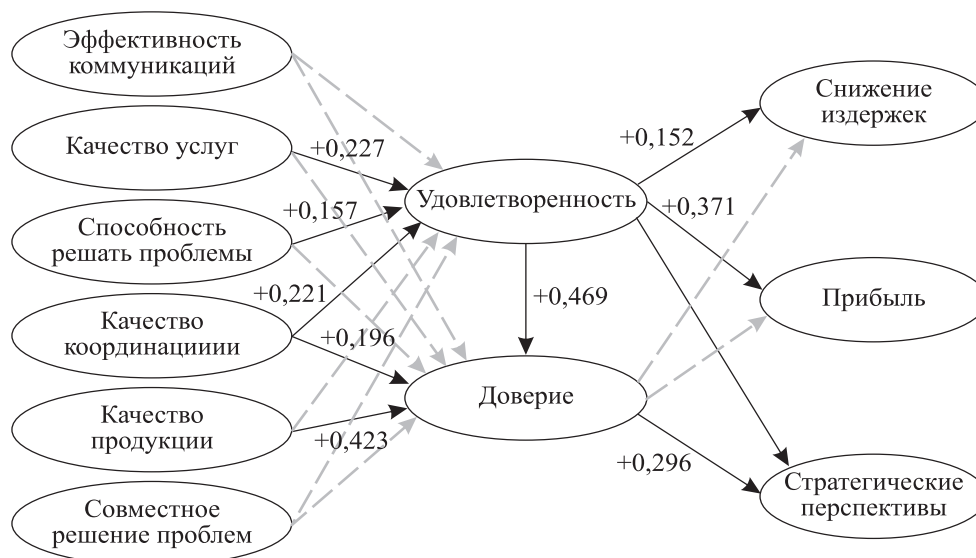 Эффективность
коммуникаций
Качество услуг
Способность
решать проблемы
Качество
координацииии
Качество
продукции
Совместное
решение проблем
+0,227
+0,157
+0,221
+0,196
+0,423
Удовлетворенность
+0,469
Доверие
+0,152
+0,371
+0,296
Снижение
издержек
Прибыль
Стратегические
перспективы